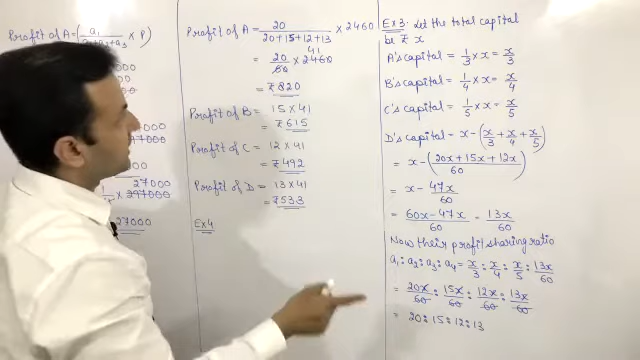 Profit of A = (a₁ / a₁+a₂+a₃ × P)
000
000
27000
1/1 × 297000
27000
Profit of A = 20 / 20+15+12+13 × 2460
= 20/60 × 2460 41
= ₹820
Profit of B = 15×41
= ₹615
Profit of C = 12×41
= ₹492
Profit of D = 13×41
= ₹533
Ex 4
Ex 3: Let the total capital
be ₹ x
A's capital = 1/3 × x = x/3
B's capital = 1/4 × x = x/4
C's capital = 1/5 × x = x/5
D's capital = x-(x/3 + x/4 + x/5)
= x-(20x+15x+12x / 60)
= x - 47x/60
= 60x-47x / 60 = 13x/60
Now their profit sharing ratio
a₁:a₂:a₃:a₄ = x/3 : x/4 : x/5 : 13x/60
= 20x/60 : 15x/60 : 12x/60 : 13x/60
= 20:15:12:13